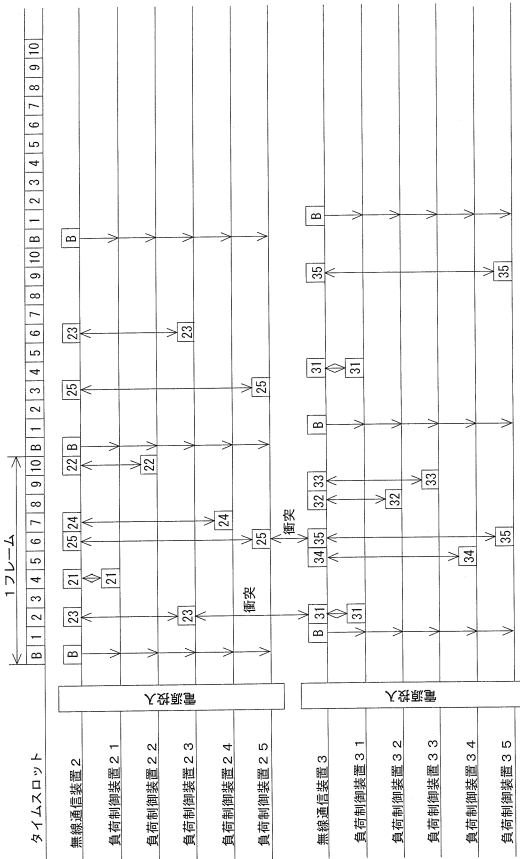 1フレーム
タイムスロット B 1 2 3 4 5 6 7 8 9 10 B 1 2 3 4 5 6 7 8 9 10 B 1 2 3 4 5 6 7 8 9 10
無線通信装置2 B 23 21 25 24 22 B 25 23 B
負荷制御装置21 21
負荷制御装置22 22
電源投入
負荷制御装置23 23 23
負荷制御装置24 24
負荷制御装置25 25 25
衝突 衝突
無線通信装置3 B 31 34 35 32 33 B 31 35 B
負荷制御装置31 31 31
負荷制御装置32 32
電源投入
負荷制御装置33 33
負荷制御装置34 34
負荷制御装置35 35 35